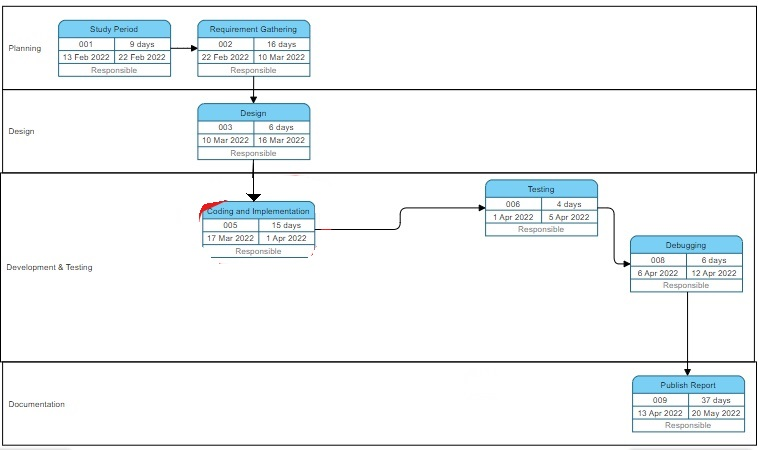 Planning
Study Period
001 9 days
13 Feb 2022 22 Feb 2022
Responsible
Requirement Gathering
002 16 days
22 Feb 2022 10 Mar 2022
Responsible
Design
Design
003 6 days
10 Mar 2022 16 Mar 2022
Responsible
Development & Testing
Coding and Implementation
005 15 days
17 Mar 2022 1 Apr 2022
Responsible
Testing
006 4 days
1 Apr 2022 5 Apr 2022
Responsible
Debugging
008 6 days
6 Apr 2022 12 Apr 2022
Responsible
Documentation
Publish Report
009 37 days
13 Apr 2022 20 May 2022
Responsible